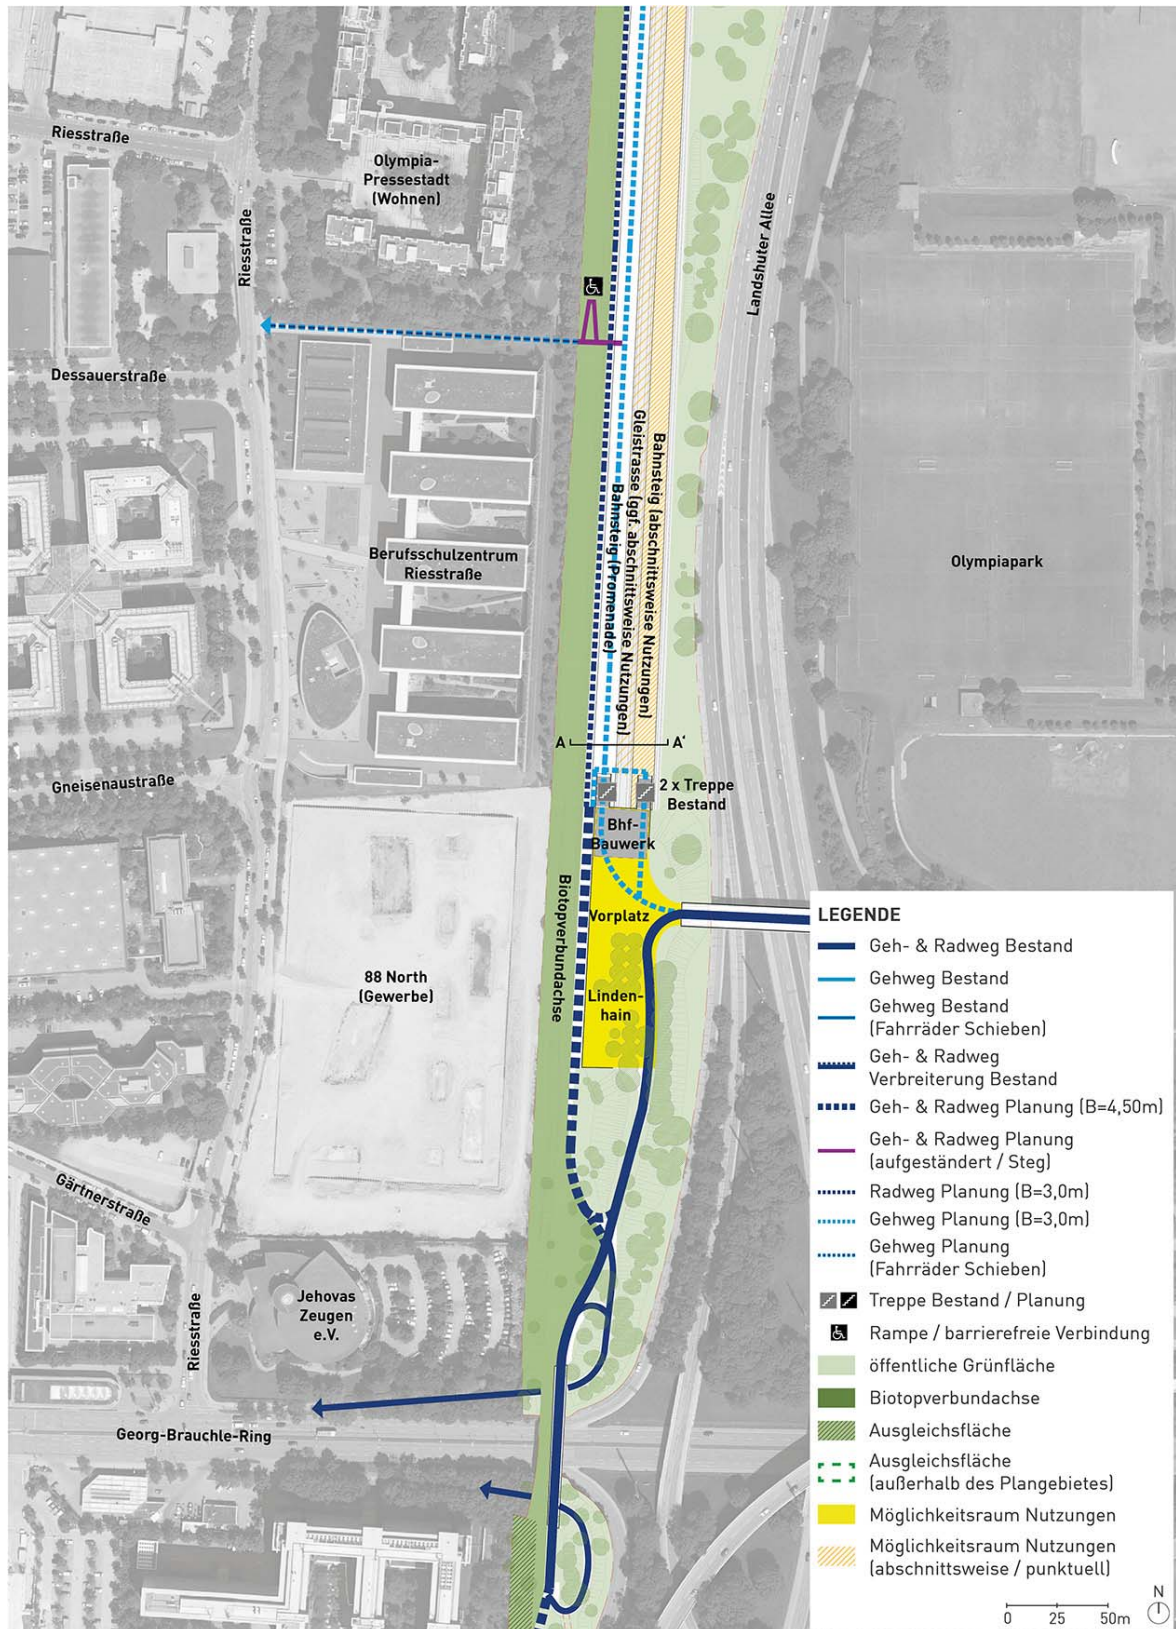 Riesstraße
Olympia-
Pressestadt
(Wohnen)
Riesstraße
Landshuter Allee
Dessauerstraße
Bahnsteig (abschnittsweise Nutzungen)
Gleistrasse (ggf. abschnittsweise Nutzungen)
Bahnsteig (Promenade)
Berufsschulzentrum
Riesstraße
Olympiapark
A
A'
Gneisenaustraße
2 x Treppe
Bestand
Bhf-
Bauwerk
Biotopverbundachse
Vorplatz
88 North
(Gewerbe)
Linden-
hain
Gärtnerstraße
Riesstraße
Jehovas
Zeugen
e.V.
Georg-Brauchle-Ring
LEGENDE
Geh- & Radweg Bestand
Gehweg Bestand
Gehweg Bestand
(Fahrräder Schieben)
Geh- & Radweg
Verbreiterung Bestand
Geh- & Radweg Planung (B=4,50m)
Geh- & Radweg Planung
(aufgeständert / Steg)
Radweg Planung (B=3,0m)
Gehweg Planung (B=3,0m)
Gehweg Planung
(Fahrräder Schieben)
Treppe Bestand / Planung
Rampe / barrierefreie Verbindung
öffentliche Grünfläche
Biotopverbundachse
Ausgleichsfläche
Ausgleichsfläche
(außerhalb des Plangebietes)
Möglichkeitsraum Nutzungen
Möglichkeitsraum Nutzungen
(abschnittsweise / punktuell)
N
0 25 50m